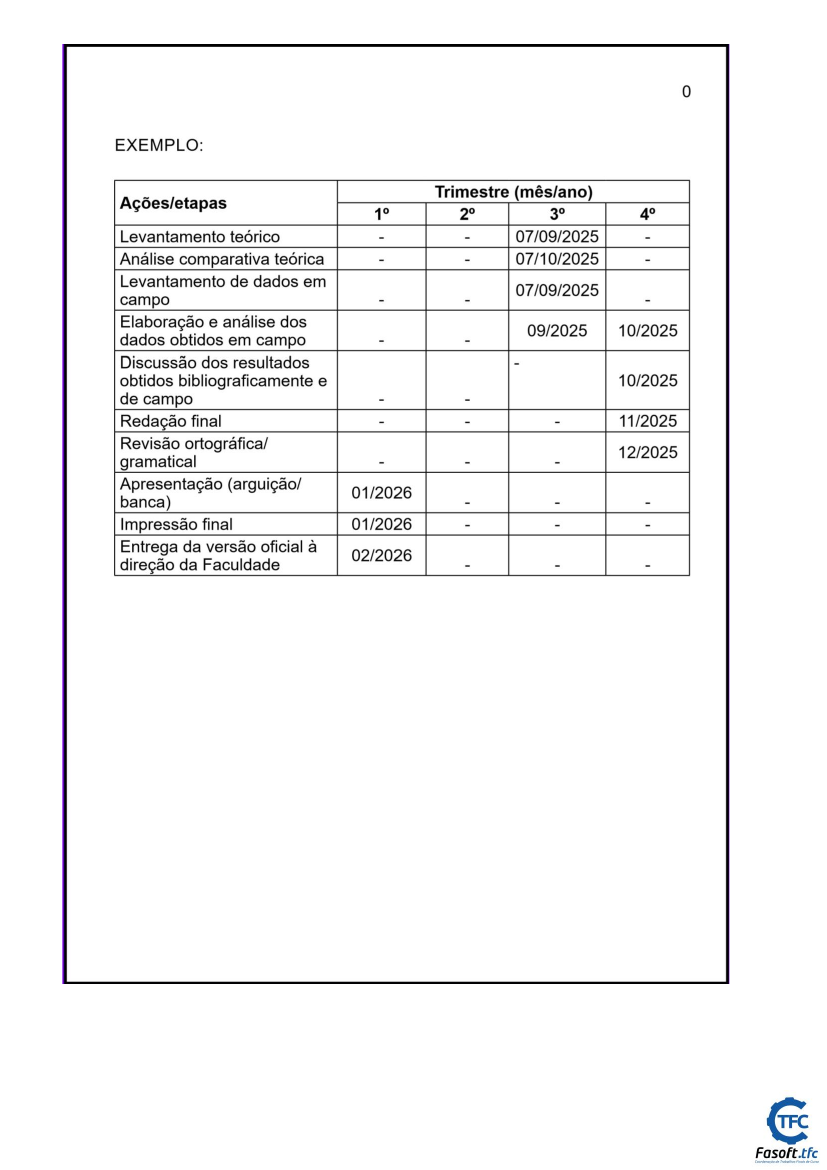 0
EXEMPLO:
Ações/etapas
Trimestre (mês/ano)
1º 2º 3º 4º
Levantamento teórico - - 07/09/2025 -
Análise comparativa teórica - - 07/10/2025 -
Levantamento de dados em
campo - - 07/09/2025 -
Elaboração e análise dos
dados obtidos em campo - - 09/2025 10/2025
Discussão dos resultados
obtidos bibliograficamente e
de campo - - - 10/2025
Redação final - - - 11/2025
Revisão ortográfica/
gramatical - - - 12/2025
Apresentação (arguição/
banca) 01/2026 - - -
Impressão final 01/2026 - - -
Entrega da versão oficial à
direção da Faculdade 02/2026 - - -
TFC
Fasoft.tfc